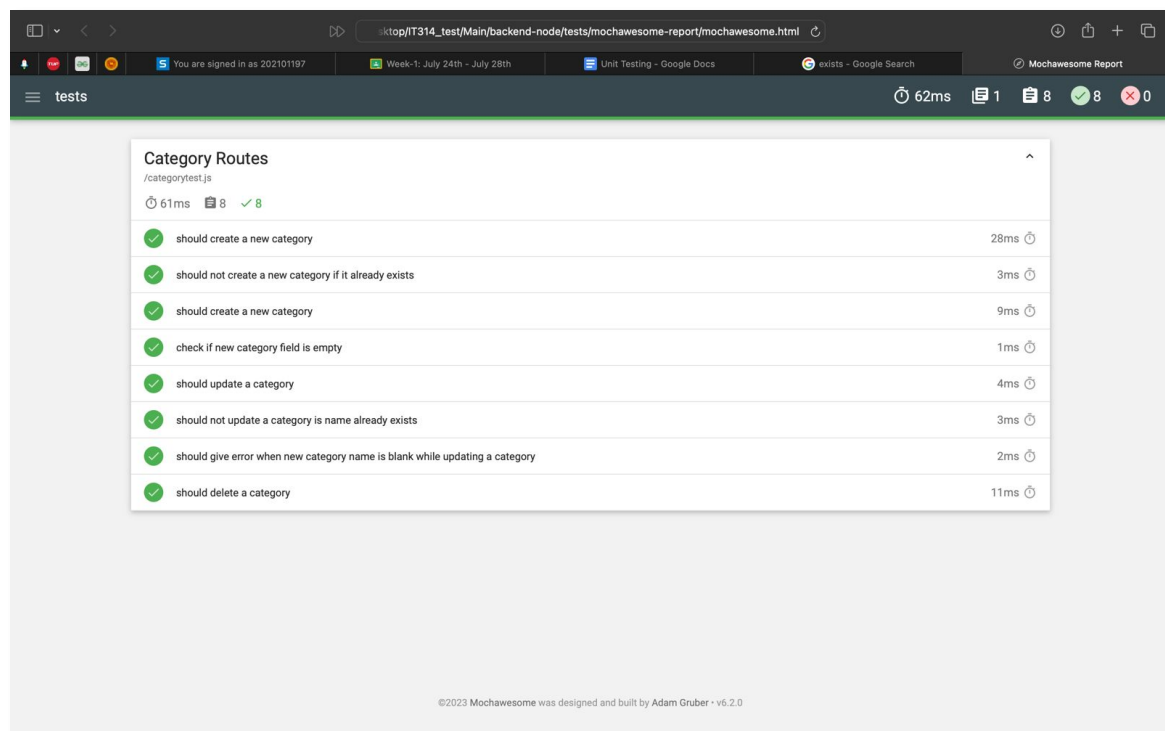 sktop/IT314_test/Main/backend-node/tests/mochawesome-report/mochawesome.html
You are signed in as 202101197
Week-1: July 24th - July 28th
Unit Testing - Google Docs
exists - Google Search
Mochawesome Report
tests
62ms 1 8 8 0
Category Routes
/categorytest.js
61ms 8 8
should create a new category 28ms
should not create a new category if it already exists 3ms
should create a new category 9ms
check if new category field is empty 1ms
should update a category 4ms
should not update a category is name already exists 3ms
should give error when new category name is blank while updating a category 2ms
should delete a category 11ms
©2023 Mochawesome was designed and built by Adam Gruber • v6.2.0